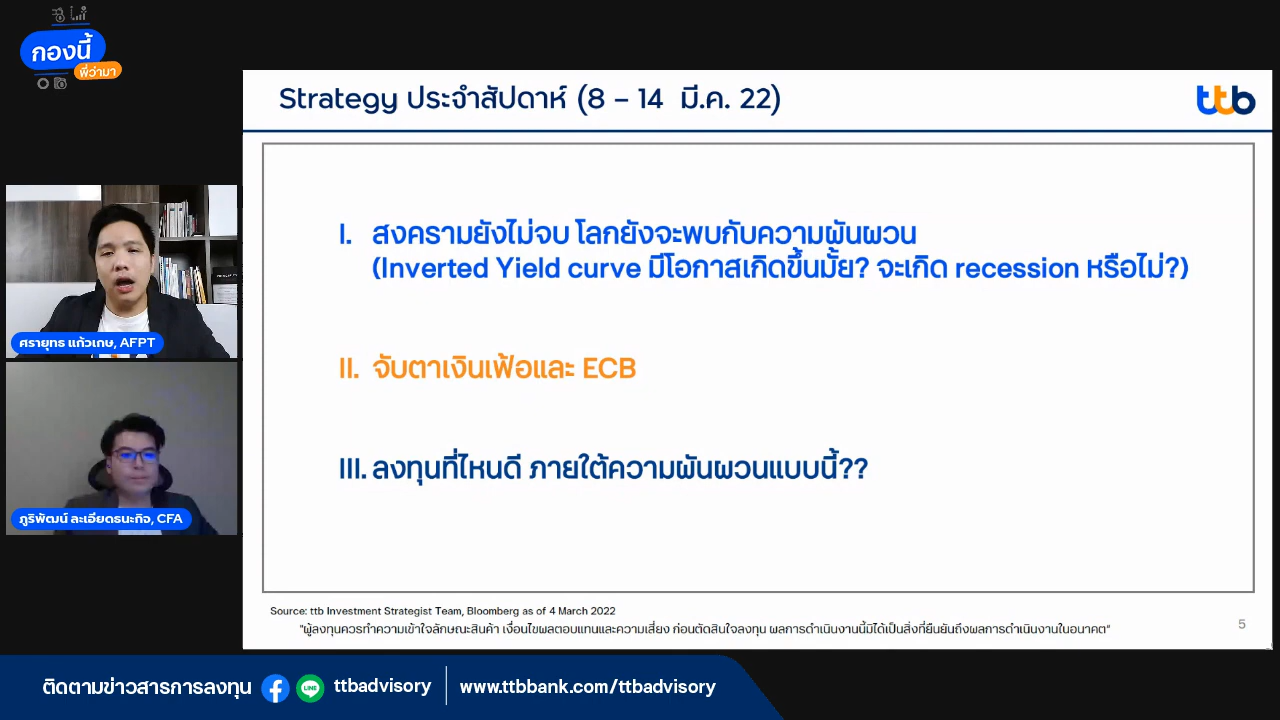 กองนี้
พี่ว่ามา
Strategy ประจำสัปดาห์ (8 – 14 มี.ค. 22)
ttb
I. สงครามยังไม่จบ โลกยังจะพบกับความผันผวน
(Inverted Yield curve มีโอกาสเกิดขึ้นมั้ย? จะเกิด recession หรือไม่?)
II. จับตาเงินเฟ้อและ ECB
III. ลงทุนที่ไหนดี ภายใต้ความผันผวนแบบนี้??
ศรายุทธ แก้วเกษ, AFPT
ภูริพัฒน์ ละเอียดธนะกิจ, CFA
Source: ttb Investment Strategist Team, Bloomberg as of 4 March 2022
"ผู้ลงทุนควรทำความเข้าใจลักษณะสินค้า เงื่อนไขผลตอบแทนและความเสี่ยง ก่อนตัดสินใจลงทุน ผลการดำเนินงานนี้มิได้เป็นสิ่งที่ยืนยันถึงผลการดำเนินงานในอนาคต"
5
ติดตามข่าวสารการลงทุน LINE ttbadvisory www.ttbbank.com/ttbadvisory